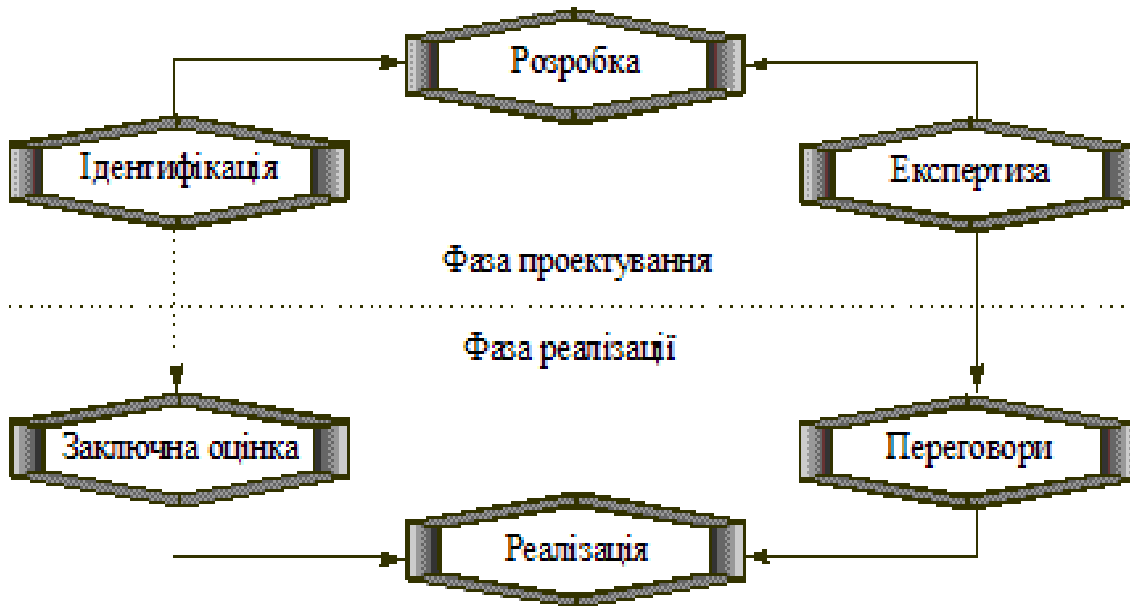 Розробка
Ідентифікація
Експертиза
Фаза проектування
Фаза реалізації
Заключна оцінка
Переговори
Реалізація